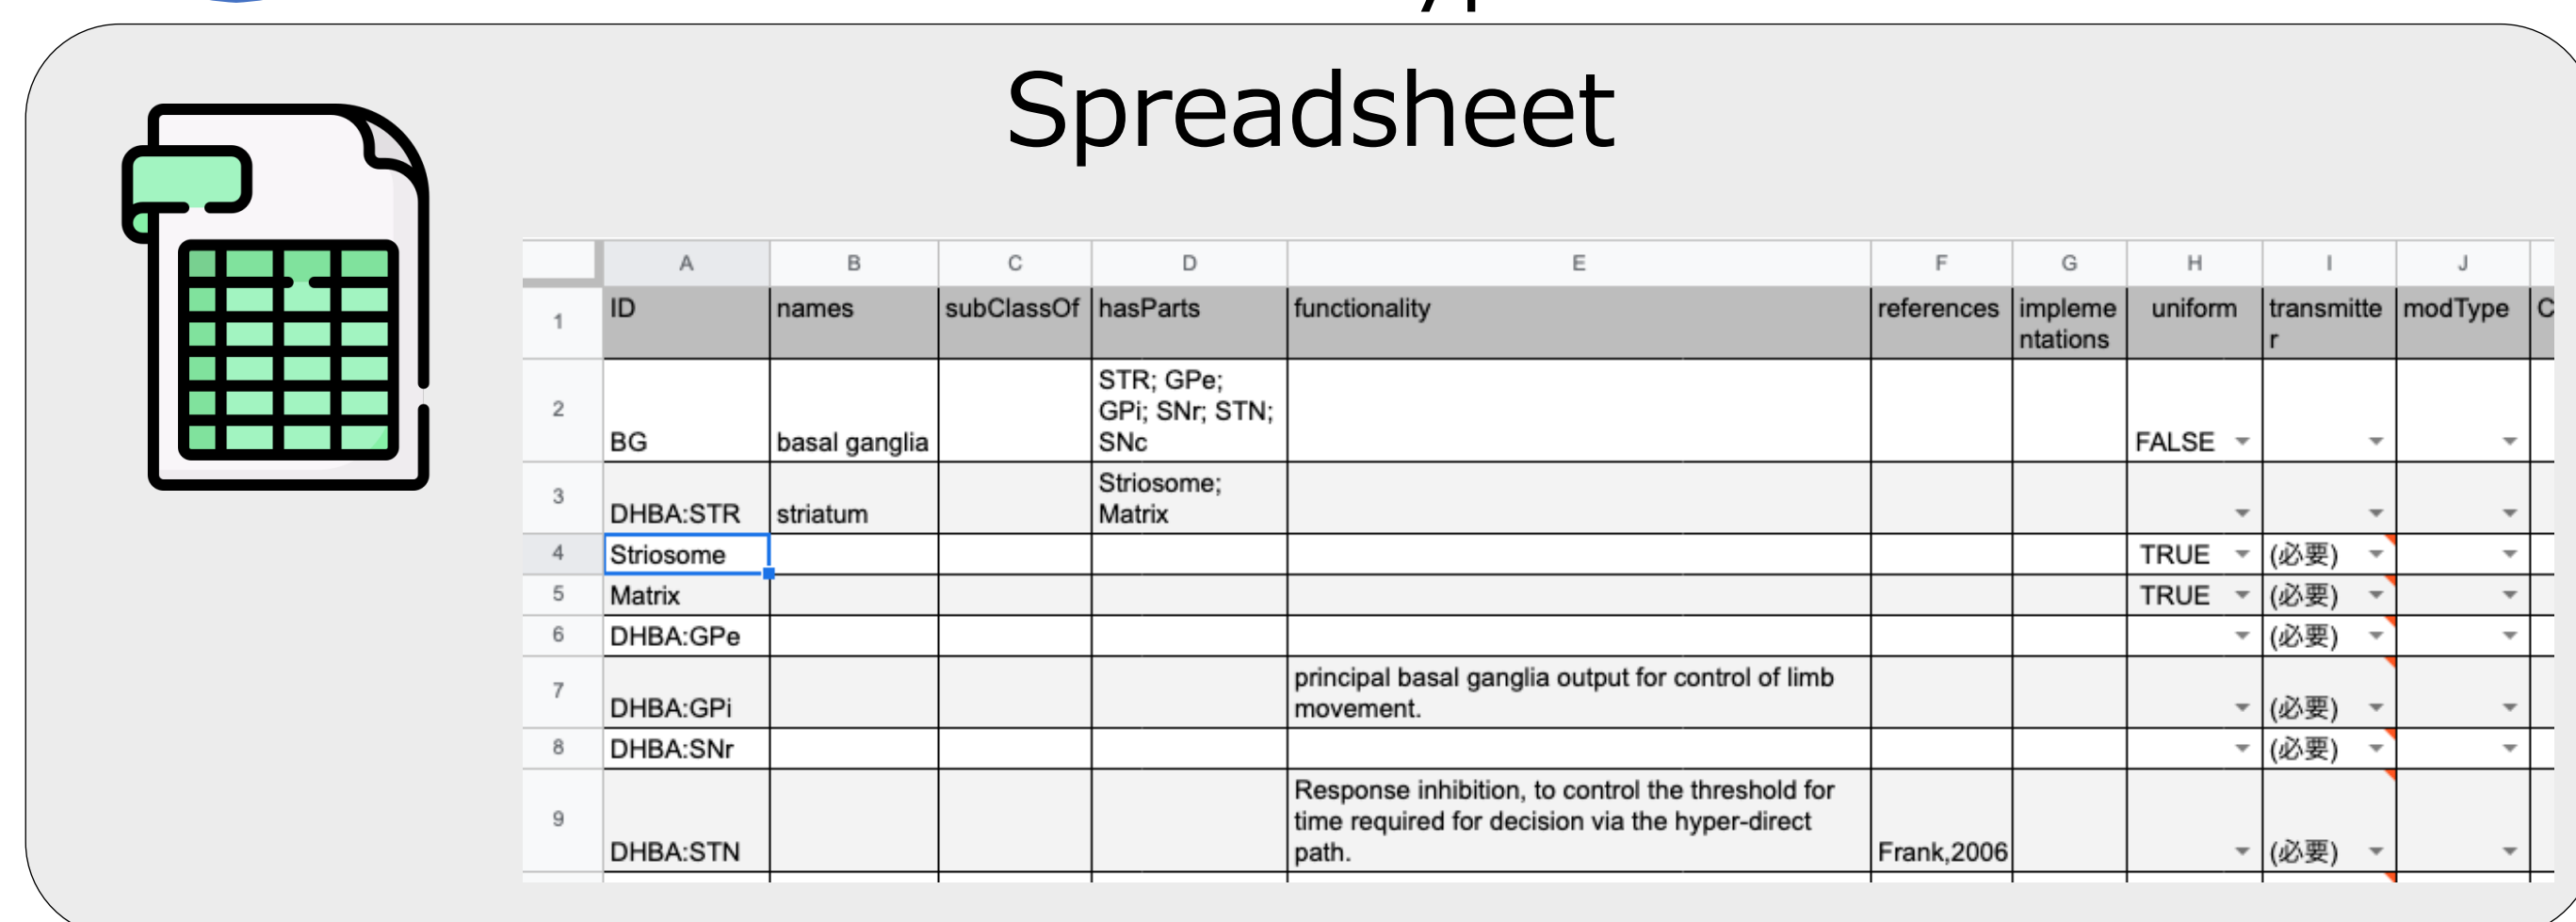 Spreadsheet
A B C D E F G H I J
1 ID names subClassOf hasParts functionality references impleme uniform transmitte modType C
ntations r
STR; GPe;
2 GPi; SNr; STN;
BG basal ganglia SNc FALSE
3 Striosome;
DHBA:STR striatum Matrix
4 Striosome TRUE (必要)
5 Matrix TRUE (必要)
6 DHBA:GPe (必要)
7 principal basal ganglia output for control of limb
DHBA:GPi movement. (必要)
8 DHBA:SNr (必要)
Response inhibition, to control the threshold for
9 time required for decision via the hyper-direct
DHBA:STN path. Frank,2006 (必要)